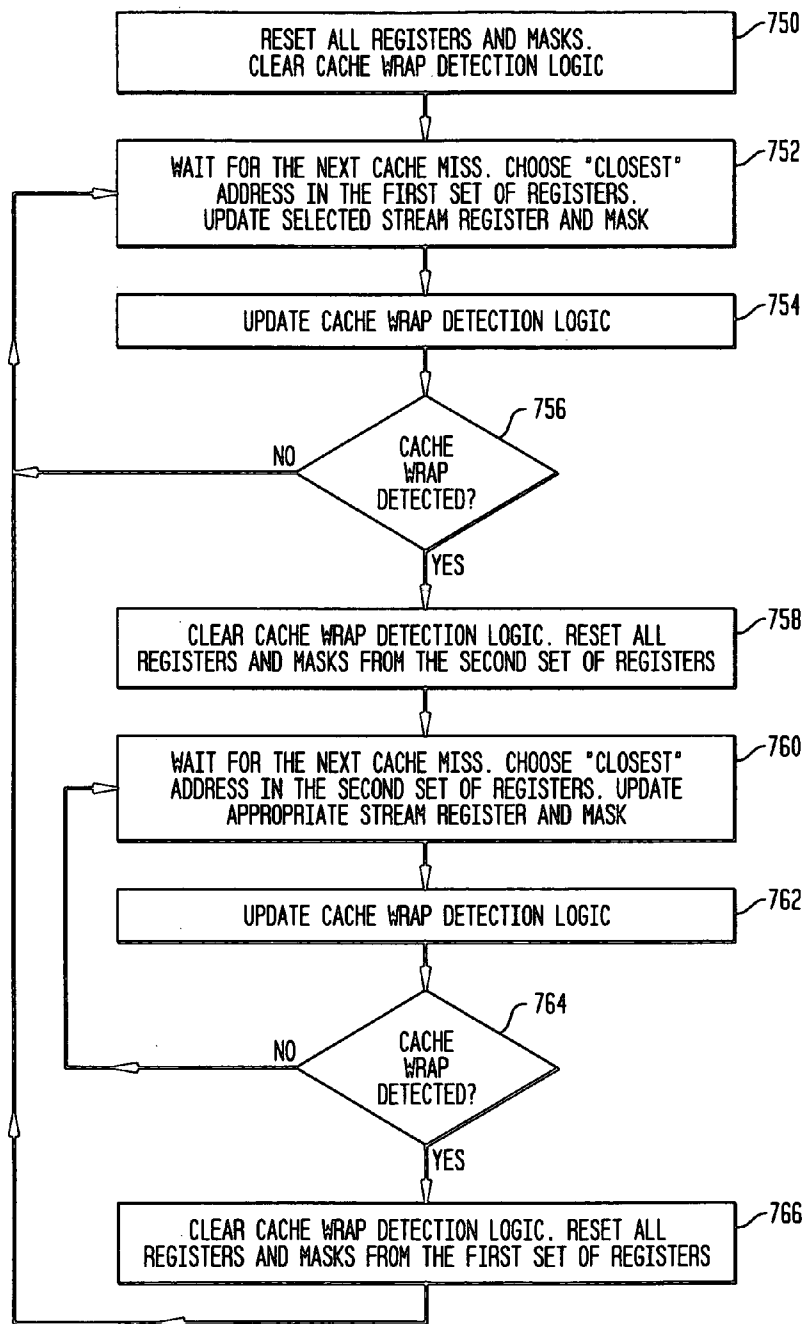 RESET ALL REGISTERS AND MASKS.
CLEAR CACHE WRAP DETECTION LOGIC
750
WAIT FOR THE NEXT CACHE MISS. CHOOSE "CLOSEST"
ADDRESS IN THE FIRST SET OF REGISTERS.
UPDATE SELECTED STREAM REGISTER AND MASK
752
UPDATE CACHE WRAP DETECTION LOGIC
754
CACHE
WRAP
DETECTED?
756
NO
YES
CLEAR CACHE WRAP DETECTION LOGIC. RESET ALL
REGISTERS AND MASKS FROM THE SECOND SET OF REGISTERS
758
WAIT FOR THE NEXT CACHE MISS. CHOOSE "CLOSEST"
ADDRESS IN THE SECOND SET OF REGISTERS. UPDATE
APPROPRIATE STREAM REGISTER AND MASK
760
UPDATE CACHE WRAP DETECTION LOGIC
762
CACHE
WRAP
DETECTED?
764
NO
YES
CLEAR CACHE WRAP DETECTION LOGIC. RESET ALL
REGISTERS AND MASKS FROM THE FIRST SET OF REGISTERS
766